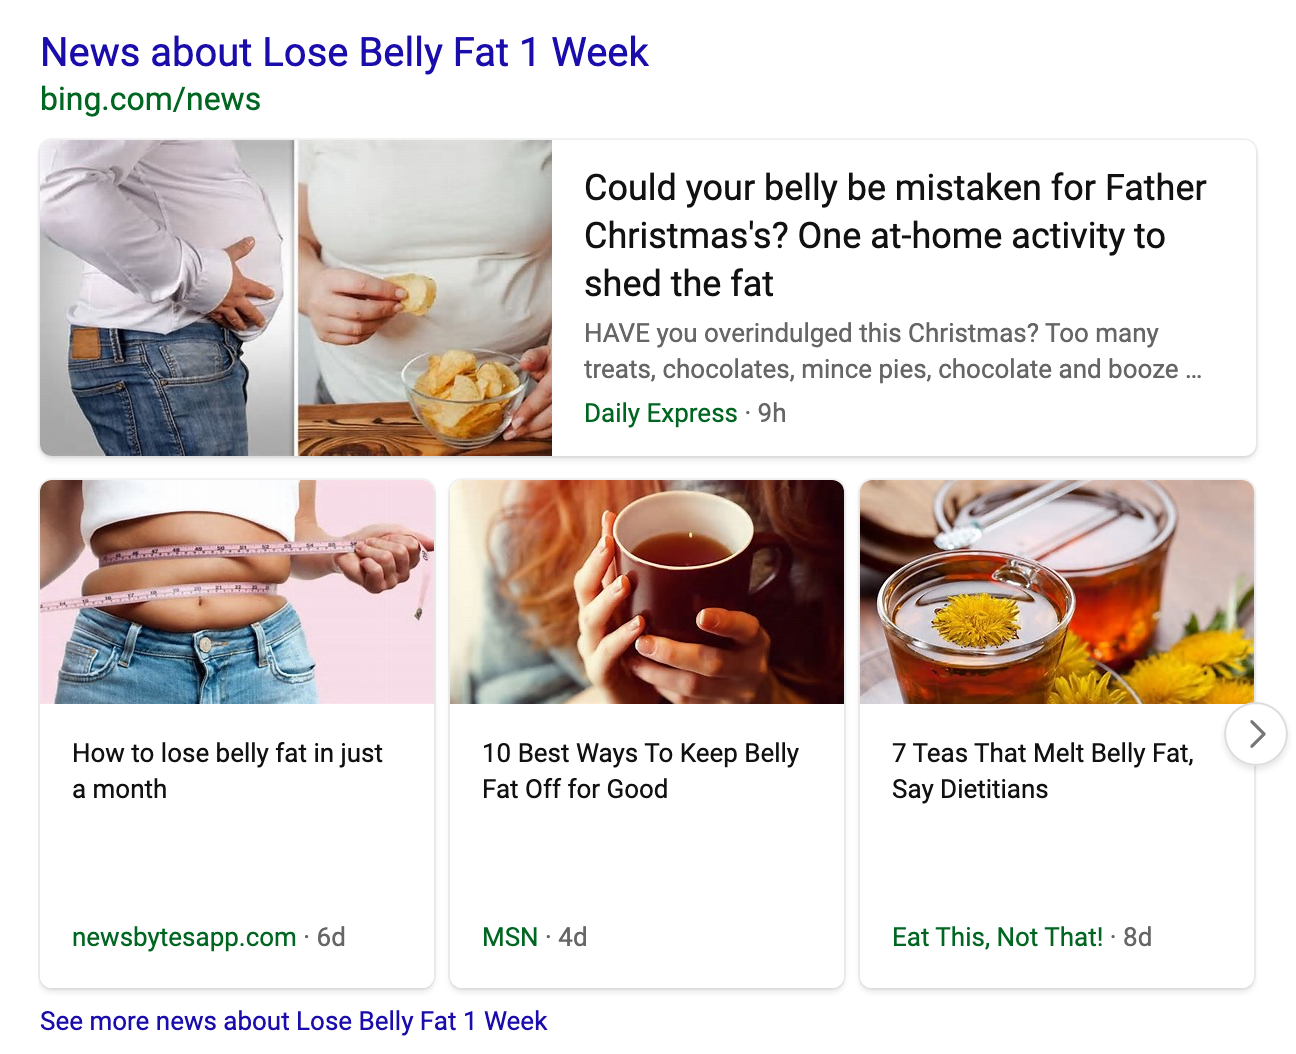 News about Lose Belly Fat 1 Week
bing.com/news
Could your belly be mistaken for Father
Christmas's? One at-home activity to
shed the fat
HAVE you overindulged this Christmas? Too many
treats, chocolates, mince pies, chocolate and booze ...
Daily Express · 9h
How to lose belly fat in just
a month
newsbytesapp.com · 6d
10 Best Ways To Keep Belly
Fat Off for Good
MSN · 4d
7 Teas That Melt Belly Fat,
Say Dietitians
Eat This, Not That! · 8d
See more news about Lose Belly Fat 1 Week